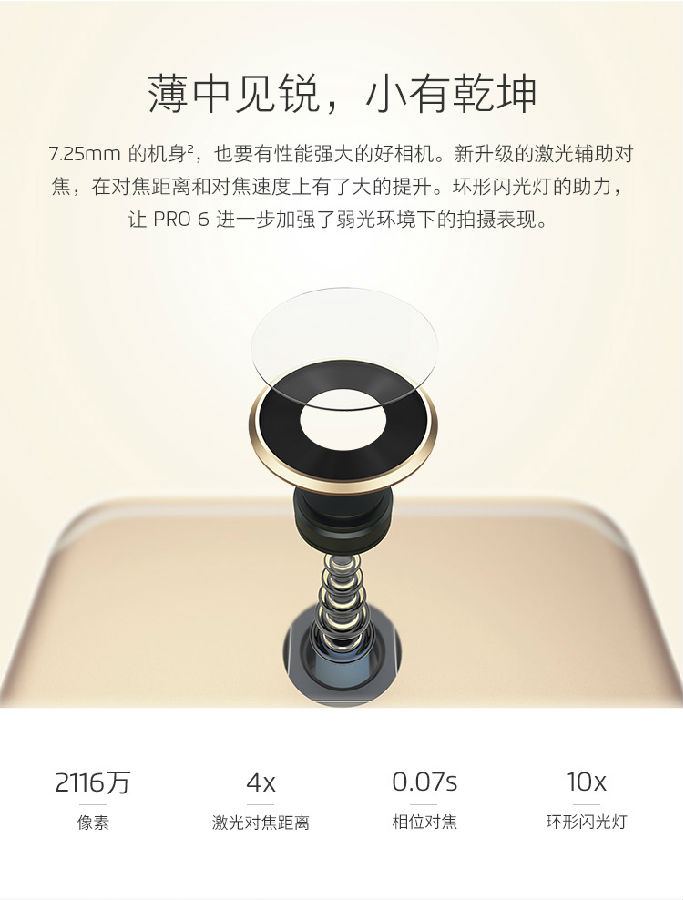 薄中见锐，小有乾坤
7.25mm 的机身²，也要有性能强大的好相机。新升级的激光辅助对
焦，在对焦距离和对焦速度上有了大的提升。环形闪光灯的助力，
让 PRO 6 进一步加强了弱光环境下的拍摄表现。
2116万 4x 0.07s 10x
像素 激光对焦距离 相位对焦 环形闪光灯